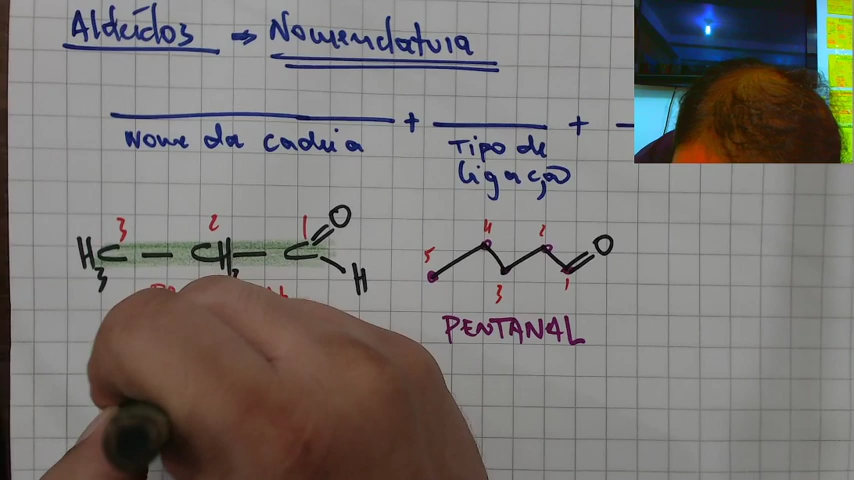 Aldeídos ⇒ Nomenclatura
+ +
Nome da cadeia
Tipo de
ligação
3 2 1 O
H3C — CH2 — C
H
5 4 3 2 1 O
PENTANAL